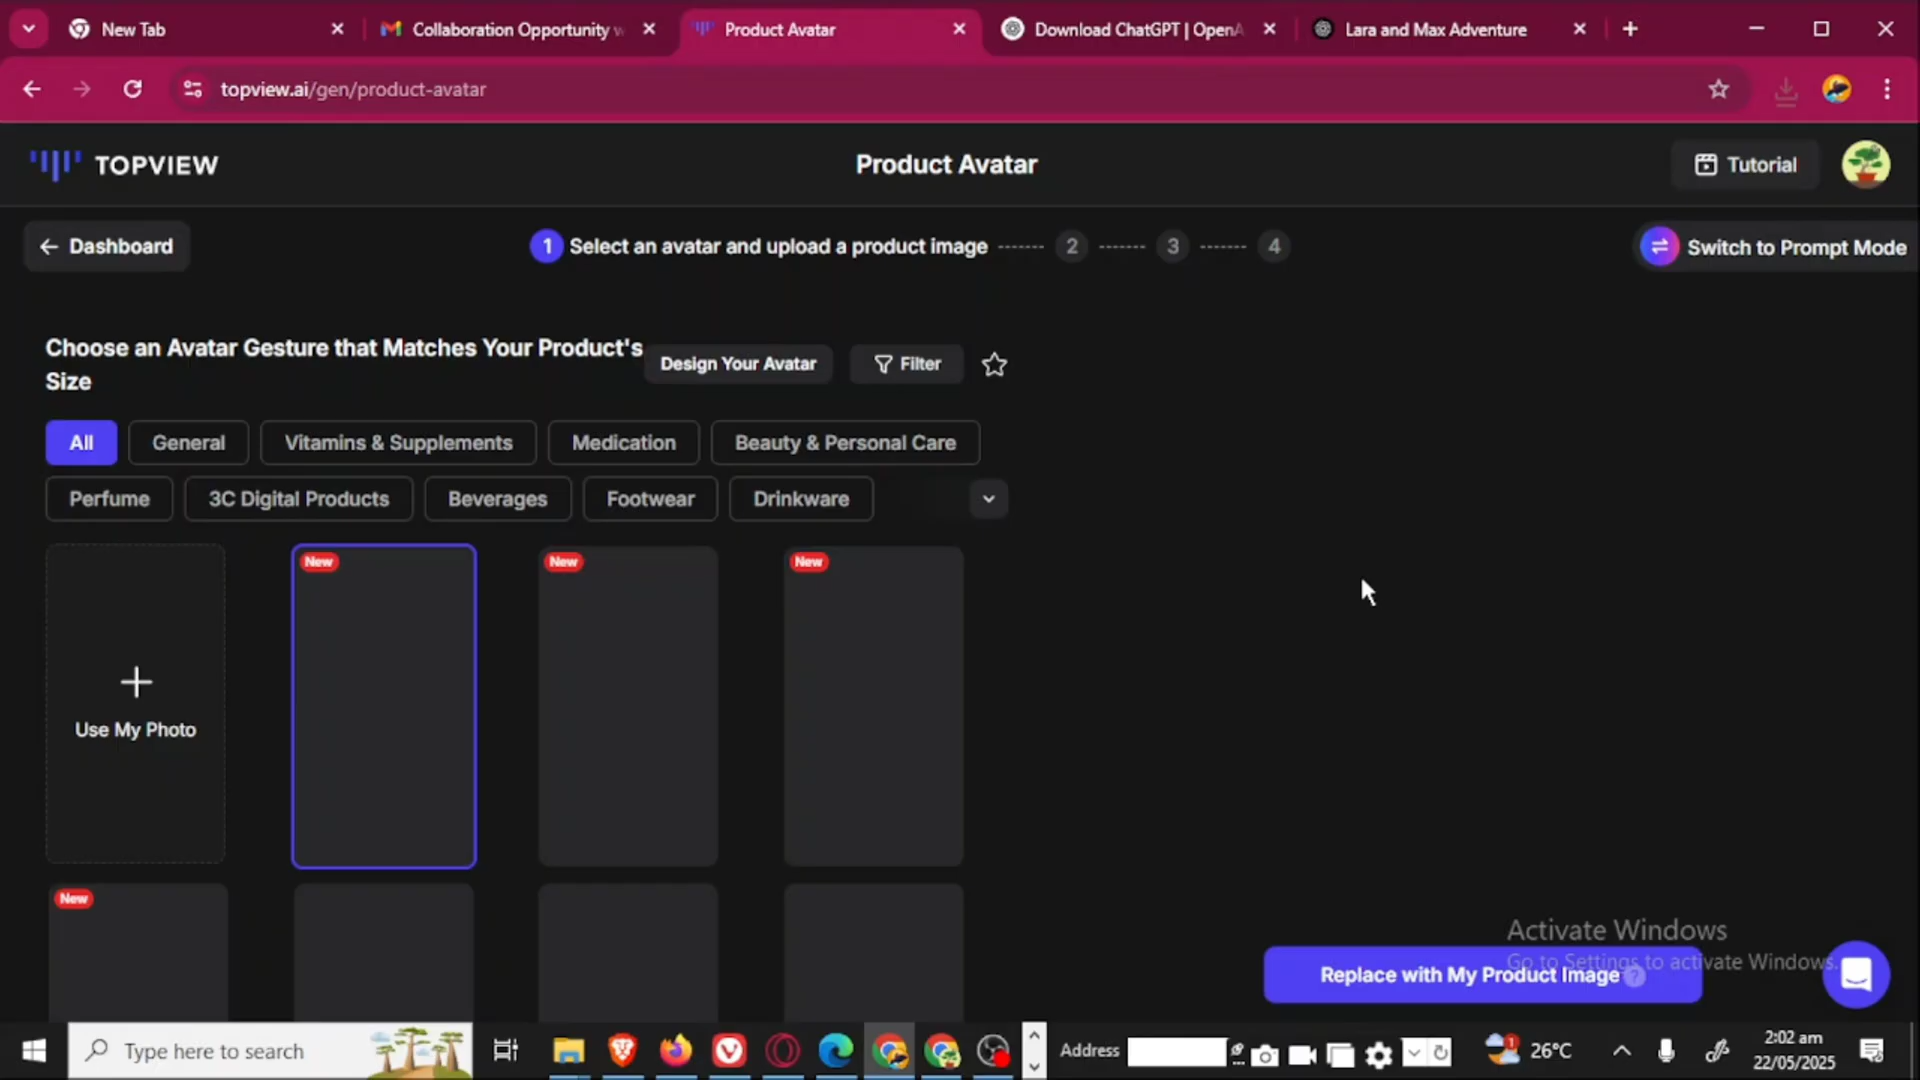 New Tab
Collaboration Opportunity w
Product Avatar
Download ChatGPT | OpenA
Lara and Max Adventure
topview.ai/gen/product-avatar
TOPVIEW
Product Avatar
Tutorial
Dashboard
1 Select an avatar and upload a product image 2 3 4
Switch to Prompt Mode
Choose an Avatar Gesture that Matches Your Product's
Size
Design Your Avatar
Filter
All General Vitamins & Supplements Medication Beauty & Personal Care
Perfume 3C Digital Products Beverages Footwear Drinkware
New
New
New
Use My Photo
New
Activate Windows
Go to Settings to activate Windows.
Replace with My Product Image ?
Type here to search
Address
1
26°C
2:02 am
22/05/2025